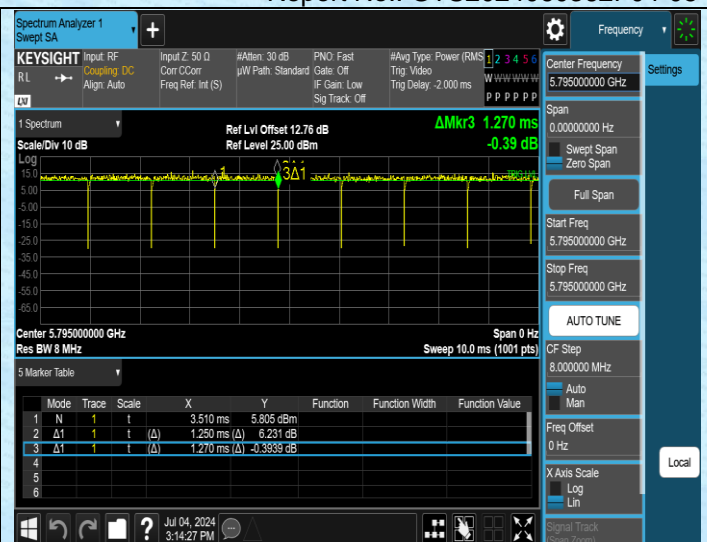 Spectrum Analyzer 1
Swept SA
+
Frequency
KEYSIGHT
RL
LXI
Input: RF
Coupling: DC
Align: Auto
Input Z: 50 Ω
Corr CCorr
Freq Ref: Int (S)
#Atten: 30 dB
µW Path: Standard
PNO: Fast
Gate: Off
IF Gain: Low
Sig Track: Off
#Avg Type: Power (RMS
Trig: Video
Trig Delay: -2.000 ms
1 2 3 4 5 6
W W W W W W
P P P P P P
1 Spectrum
Scale/Div 10 dB
Ref Lvl Offset 12.76 dB
Ref Level 25.00 dBm
ΔMkr3 1.270 ms
-0.39 dB
Log
15.0
5.00
-5.00
-15.0
-25.0
-35.0
-45.0
-55.0
-65.0
1
3Δ1
Center 5.795000000 GHz
Span 0 Hz
Res BW 8 MHz
Sweep 10.0 ms (1001 pts)
5 Marker Table
Mode Trace Scale X Y Function Function Width Function Value
1 N 1 t 3.510 ms 5.805 dBm
2 Δ1 1 t (Δ) 1.250 ms (Δ) 6.231 dB
3 Δ1 1 t (Δ) 1.270 ms (Δ) -0.3939 dB
4
5
6
?
Jul 04, 2024
3:14:27 PM
Center Frequency
5.795000000 GHz
Span
0.00000000 Hz
Swept Span
Zero Span
Full Span
Start Freq
5.795000000 GHz
Stop Freq
5.795000000 GHz
AUTO TUNE
CF Step
8.000000 MHz
Auto
Man
Freq Offset
0 Hz
X Axis Scale
Log
Lin
Signal Track
(Span Zoom)
Settings
Local